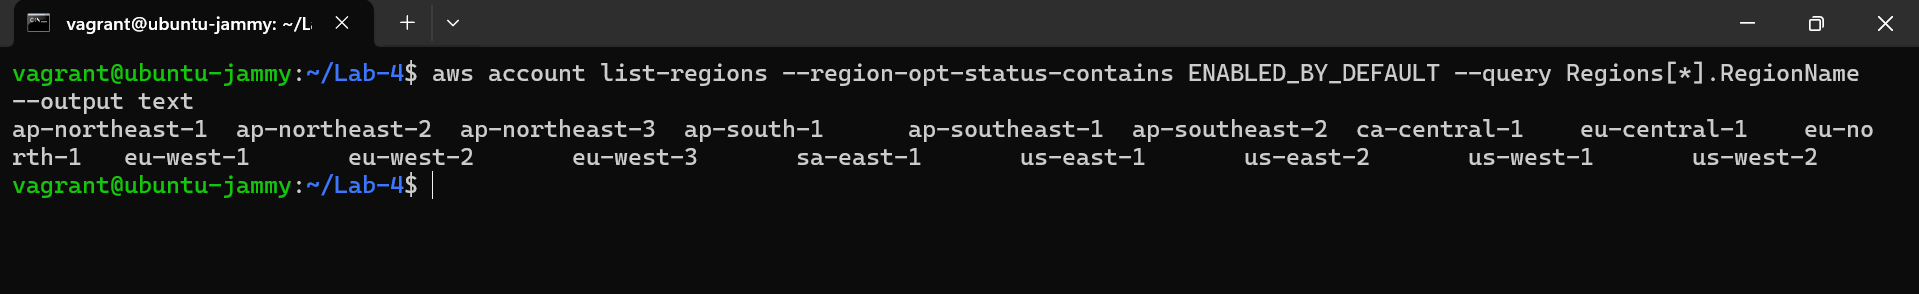 vagrant@ubuntu-jammy: ~/L
vagrant@ubuntu-jammy:~/Lab-4$ aws account list-regions --region-opt-status-contains ENABLED_BY_DEFAULT --query Regions[*].RegionName
--output text
ap-northeast-1  ap-northeast-2  ap-northeast-3  ap-south-1      ap-southeast-1  ap-southeast-2  ca-central-1    eu-central-1    eu-no
rth-1   eu-west-1       eu-west-2       eu-west-3       sa-east-1       us-east-1       us-east-2       us-west-1       us-west-2
vagrant@ubuntu-jammy:~/Lab-4$